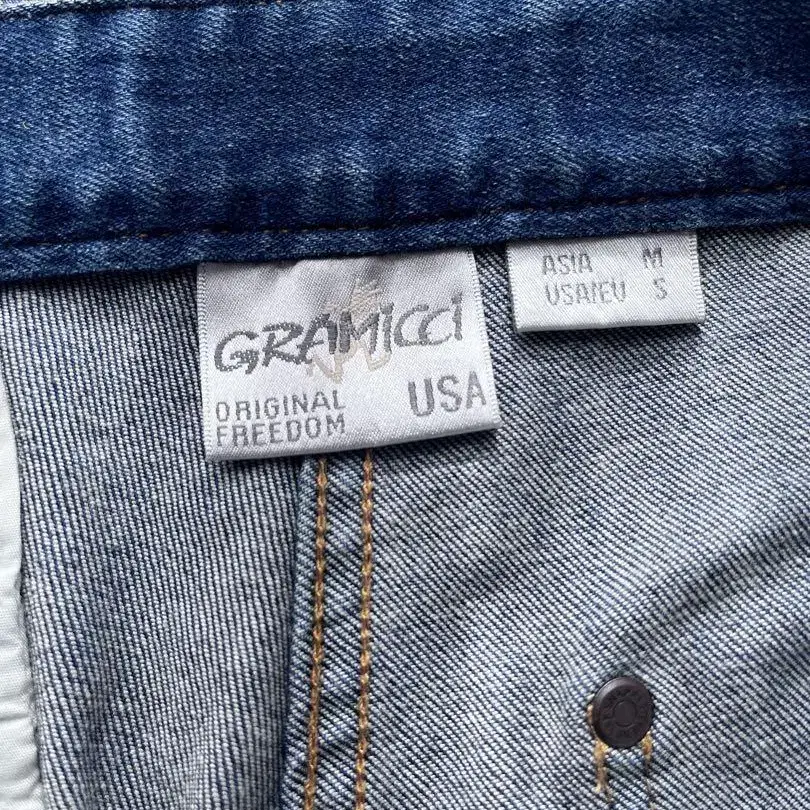 GRAMICCI
ORIGINAL
FREEDOM
USA
ASIA M
USA/EU S